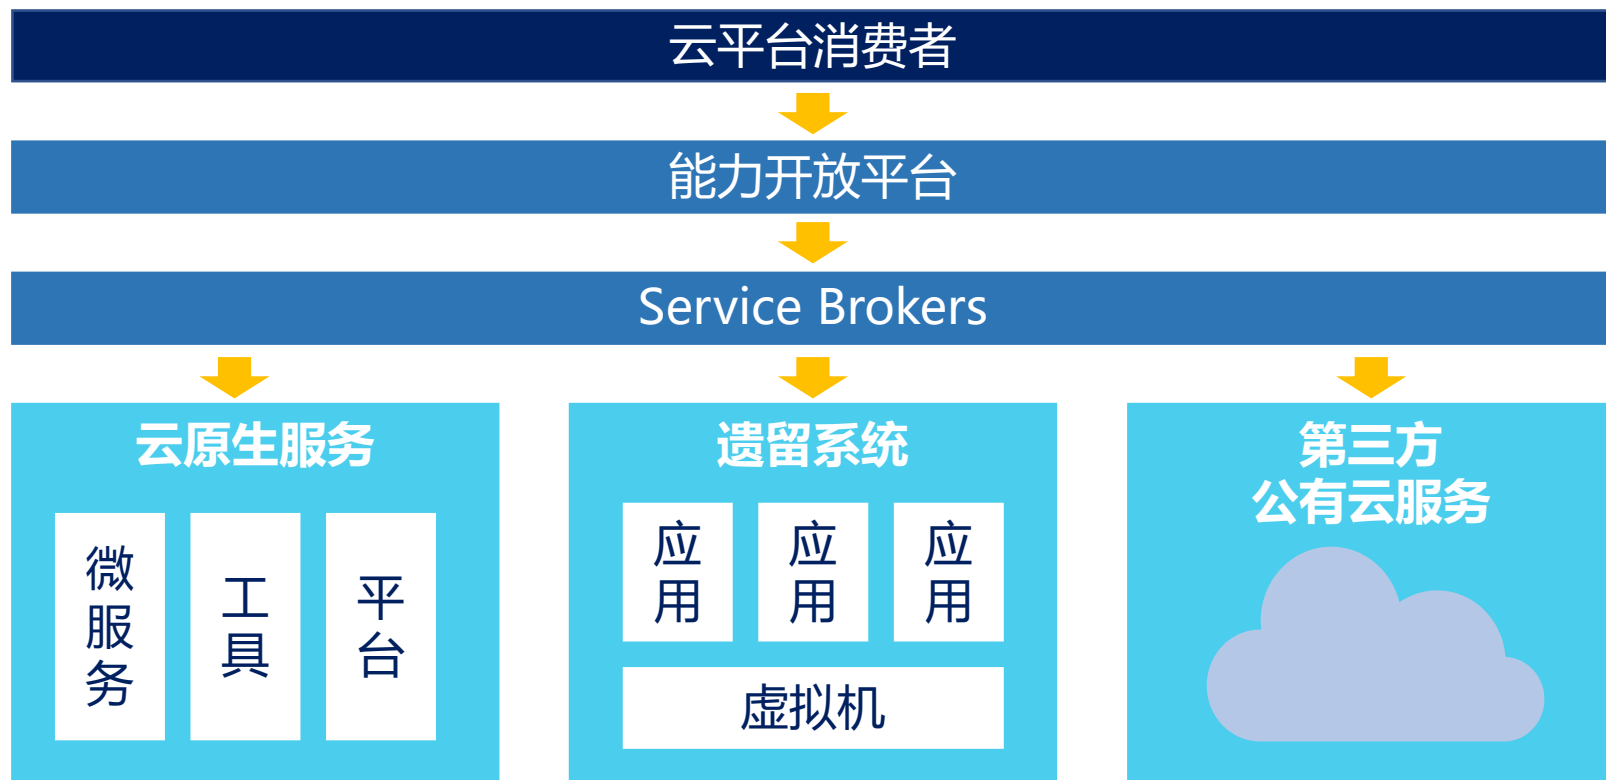 云平台消费者
能力开放平台
Service Brokers
云原生服务
微服务
工具
平台
遗留系统
应用
应用
应用
虚拟机
第三方
公有云服务